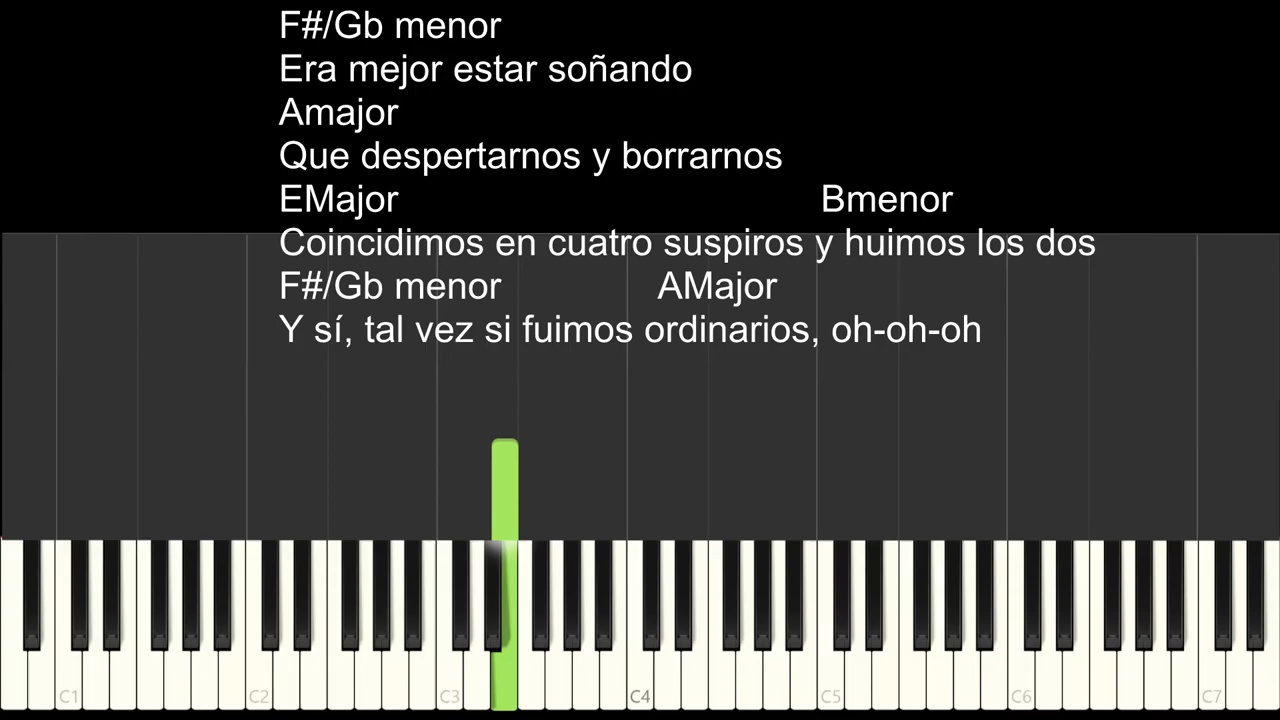 F#/Gb menor
Era mejor estar soñando
Amajor
Que despertarnos y borrarnos
EMajor Bmenor
Coincidimos en cuatro suspiros y huimos los dos
F#/Gb menor AMajor
Y sí, tal vez si fuimos ordinarios, oh-oh-oh
C1 C2 C3 C4 C5 C6 C7